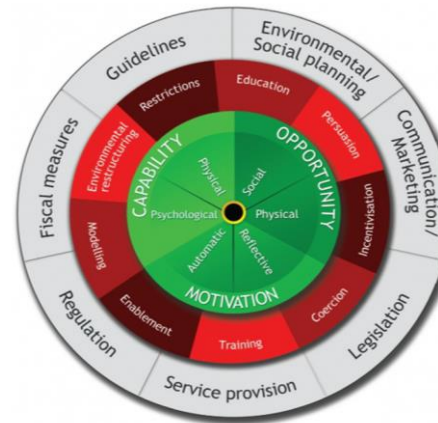 Environmental/
Social planning
Communication/
Marketing
Legislation
Service provision
Regulation
Fiscal measures
Guidelines
Education
Persuasion
Incentivisation
Coercion
Training
Enablement
Modelling
Environmental
restructuring
Restrictions
CAPABILITY
OPPORTUNITY
MOTIVATION
Physical
Social
Psychological
Physical
Automatic
Reflective